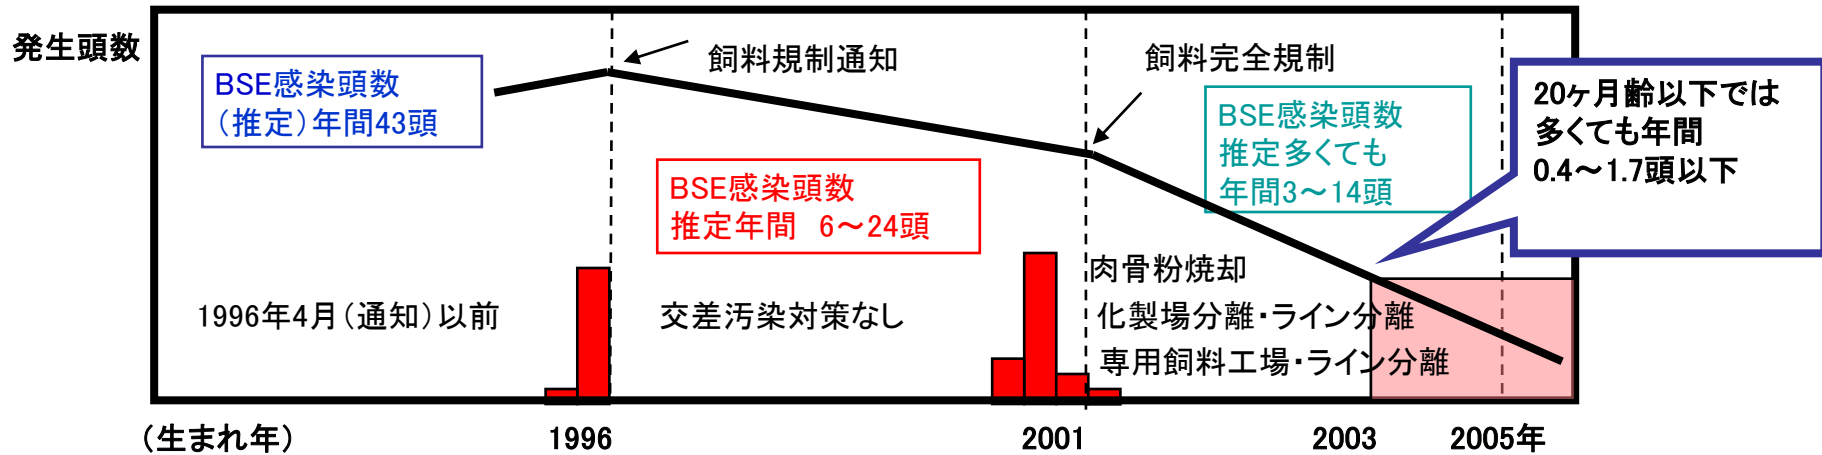 発生頭数
BSE感染頭数
（推定）年間43頭
飼料規制通知
飼料完全規制
BSE感染頭数
推定年間　6～24頭
BSE感染頭数
推定多くても
年間3～14頭
20ヶ月齢以下では
多くても年間
0.4～1.7頭以下
1996年4月（通知）以前
交差汚染対策なし
肉骨粉焼却
化製場分離・ライン分離
専用飼料工場・ライン分離
（生まれ年）
1996
2001
2003
2005年